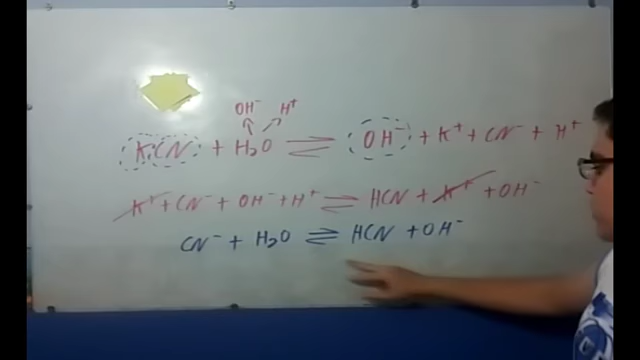 OH⁻ H⁺
KCN + H₂O ⇌ OH⁻ + K⁺ + CN⁻ + H⁺
K⁺ + CN⁻ + OH⁻ + H⁺ ⇌ HCN + K⁺ + OH⁻
CN⁻ + H₂O ⇌ HCN + OH⁻